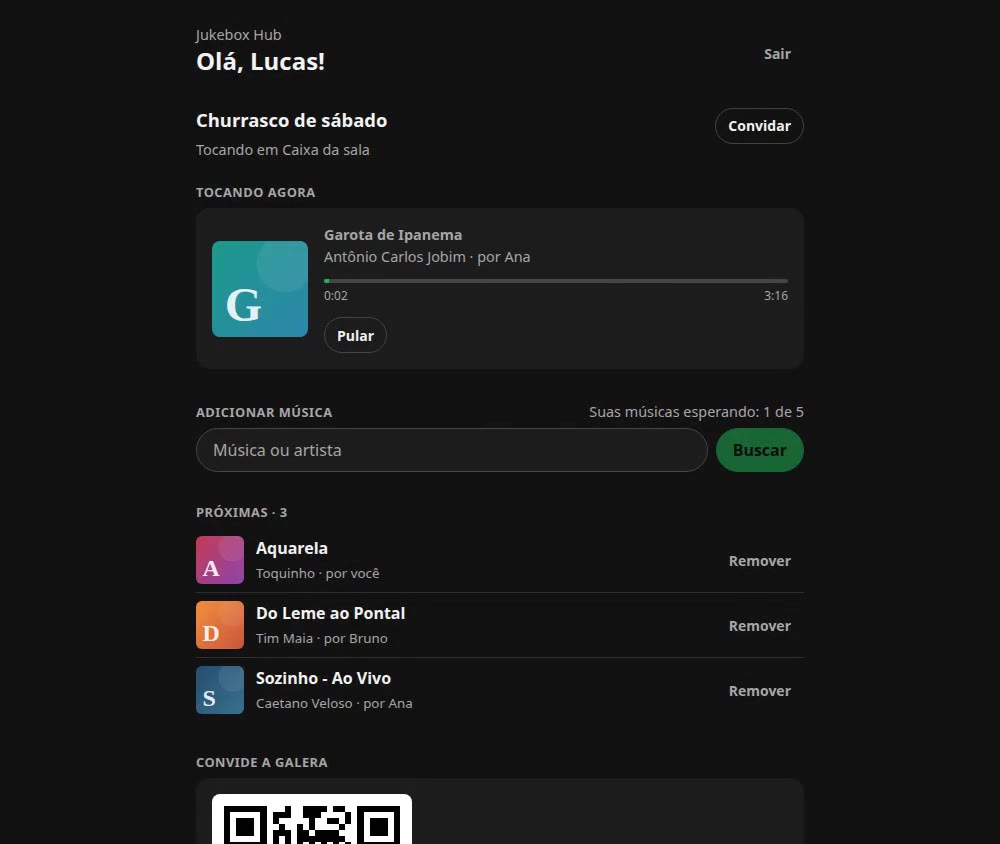 Jukebox Hub
Olá, Lucas!
Sair
Churrasco de sábado
Convidar
Tocando em Caixa da sala
TOCANDO AGORA
G
Garota de Ipanema
Antônio Carlos Jobim · por Ana
0:02
3:16
Pular
ADICIONAR MÚSICA
Suas músicas esperando: 1 de 5
Música ou artista
Buscar
PRÓXIMAS · 3
A
Aquarela
Toquinho · por você
Remover
D
Do Leme ao Pontal
Tim Maia · por Bruno
Remover
S
Sozinho - Ao Vivo
Caetano Veloso · por Ana
Remover
CONVIDE A GALERA